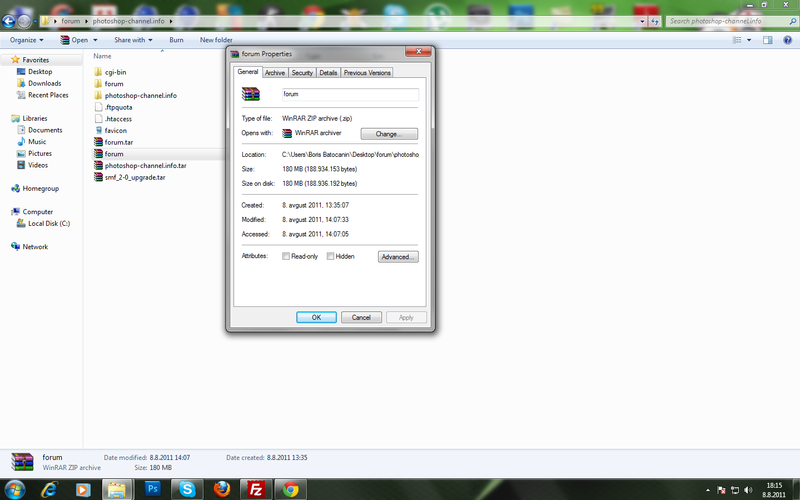 forum ▸ photoshop-channel.info ▸
Search photoshop-channel.info
Organize Open Share with Burn New folder
Favorites
Desktop
Downloads
Recent Places
Libraries
Documents
Music
Pictures
Videos
Homegroup
Computer
Local Disk (C:)
Network
Name
cgi-bin
forum
photoshop-channel.info
.ftpquota
.htaccess
favicon
forum.tar
forum
photoshop-channel.info.tar
smf_2-0_upgrade.tar
forum Properties
General Archive Security Details Previous Versions
forum
Type of file: WinRAR ZIP archive (.zip)
Opens with: WinRAR archiver Change...
Location: C:\Users\Boris Batocanin\Desktop\forum\photosho
Size: 180 MB (188.934.153 bytes)
Size on disk: 180 MB (188.936.192 bytes)
Created: 8. avgust 2011, 13:35:07
Modified: 8. avgust 2011, 14:07:33
Accessed: 8. avgust 2011, 14:07:05
Attributes: Read-only Hidden Advanced...
OK Cancel Apply
forum Date modified: 8.8.2011 14:07 Date created: 8.8.2011 13:35
WinRAR ZIP archive Size: 180 MB
Ps
18:15
8.8.2011